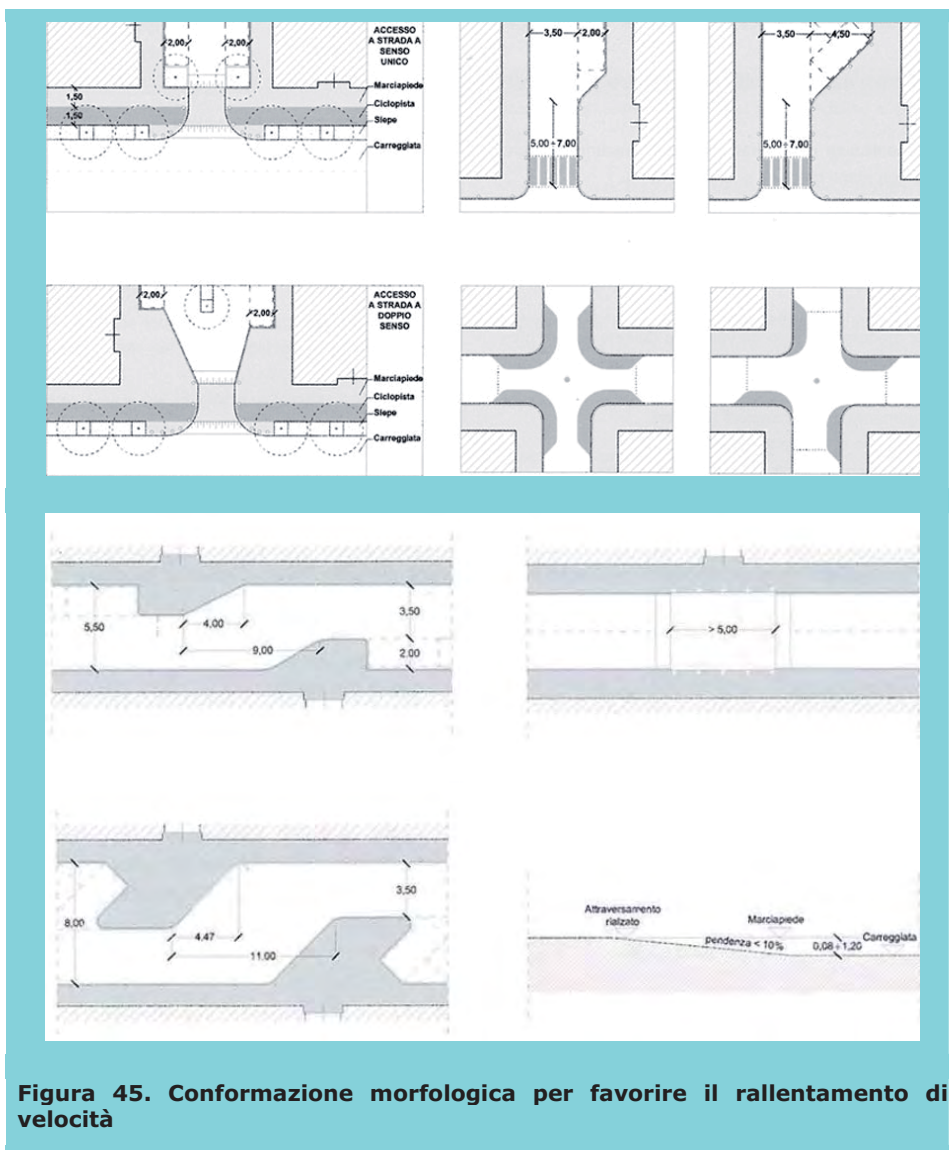 2,00
2,00
ACCESSO
A STRADA A
SENSO
UNICO
Marciapiede
Ciclopista
Siepe
Carreggiata
1,50
1,50
3,50
2,00
5,00÷7,00
3,50
4,50
5,00÷7,00
2,00
2,00
ACCESSO
A STRADA A
DOPPIO
SENSO
Marciapiede
Ciclopista
Siepe
Carreggiata
5,50
4,00
9,00
3,50
2,00
> 5,00
8,00
4,47
11,00
3,50
Attraversamento
rialzato
Marciapiede
Carreggiata
pendenza < 10%
0,08÷1,20
Figura 45. Conformazione morfologica per favorire il rallentamento di
velocità